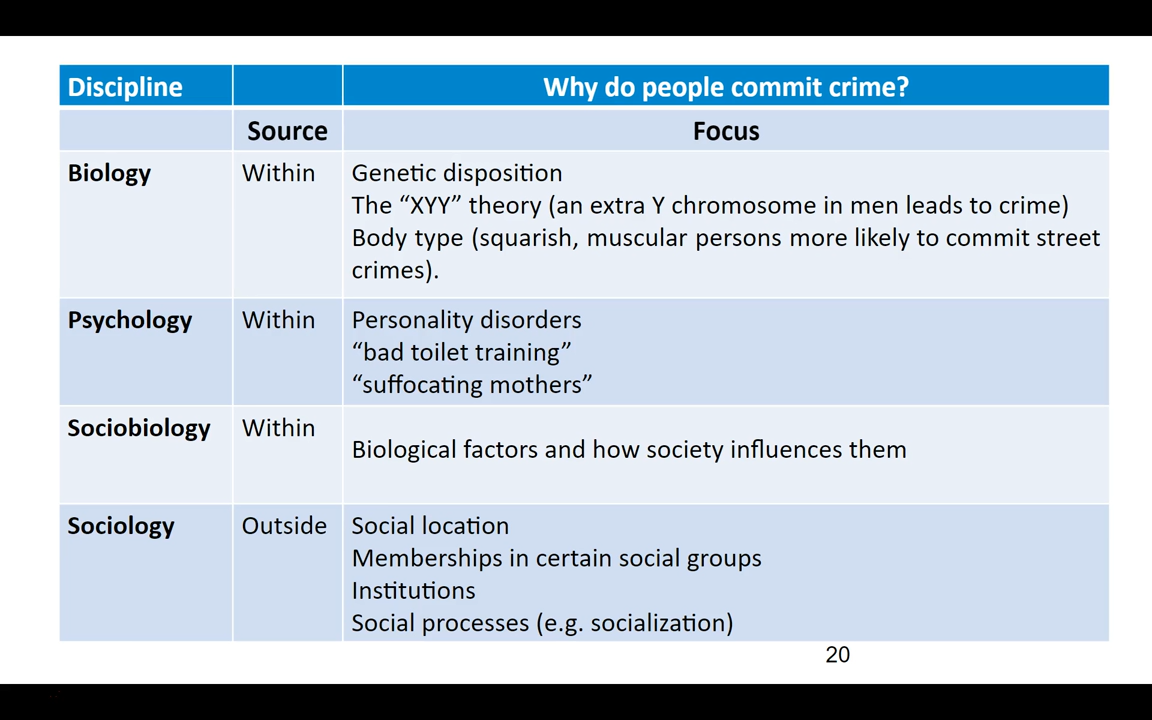 Discipline Why do people commit crime?
Source Focus
Biology Within Genetic disposition
The “XYY” theory (an extra Y chromosome in men leads to crime)
Body type (squarish, muscular persons more likely to commit street
crimes).
Psychology Within Personality disorders
“bad toilet training”
“suffocating mothers”
Sociobiology Within
Biological factors and how society influences them
Sociology Outside Social location
Memberships in certain social groups
Institutions
Social processes (e.g. socialization)
20